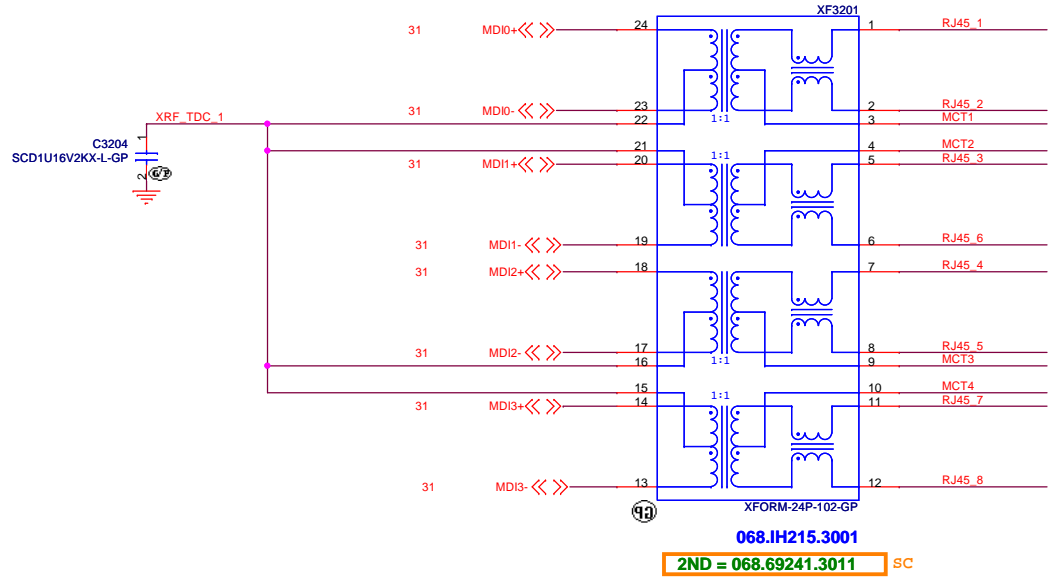 XF3201
31 MDI0+ 24 1 RJ45_1
31 MDI0- 23 2 RJ45_2
XRF_TDC_1 22 1:1 3 MCT1
1
C3204
SCD1U16V2KX-L-GP
2
21 1:1 4 MCT2
31 MDI1+ 20 5 RJ45_3
31 MDI1- 19 6 RJ45_6
31 MDI2+ 18 7 RJ45_4
31 MDI2- 17 8 RJ45_5
16 1:1 9 MCT3
15 1:1 10 MCT4
31 MDI3+ 14 11 RJ45_7
31 MDI3- 13 12 RJ45_8
XFORM-24P-102-GP
068.IH215.3001
2ND = 068.69241.3011 SC